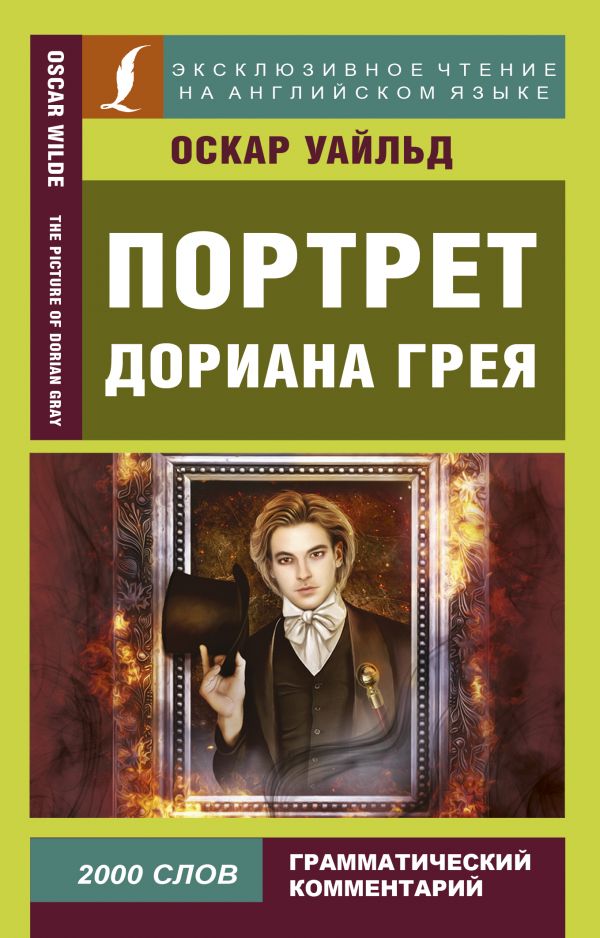 ЭКСКЛЮЗИВНОЕ ЧТЕНИЕ
НА АНГЛИЙСКОМ ЯЗЫКЕ
OSCAR WILDE THE PICTURE OF DORIAN GRAY
ОСКАР УАЙЛЬД
ПОРТРЕТ
ДОРИАНА ГРЕЯ
2000 СЛОВ
ГРАММАТИЧЕСКИЙ
КОММЕНТАРИЙ